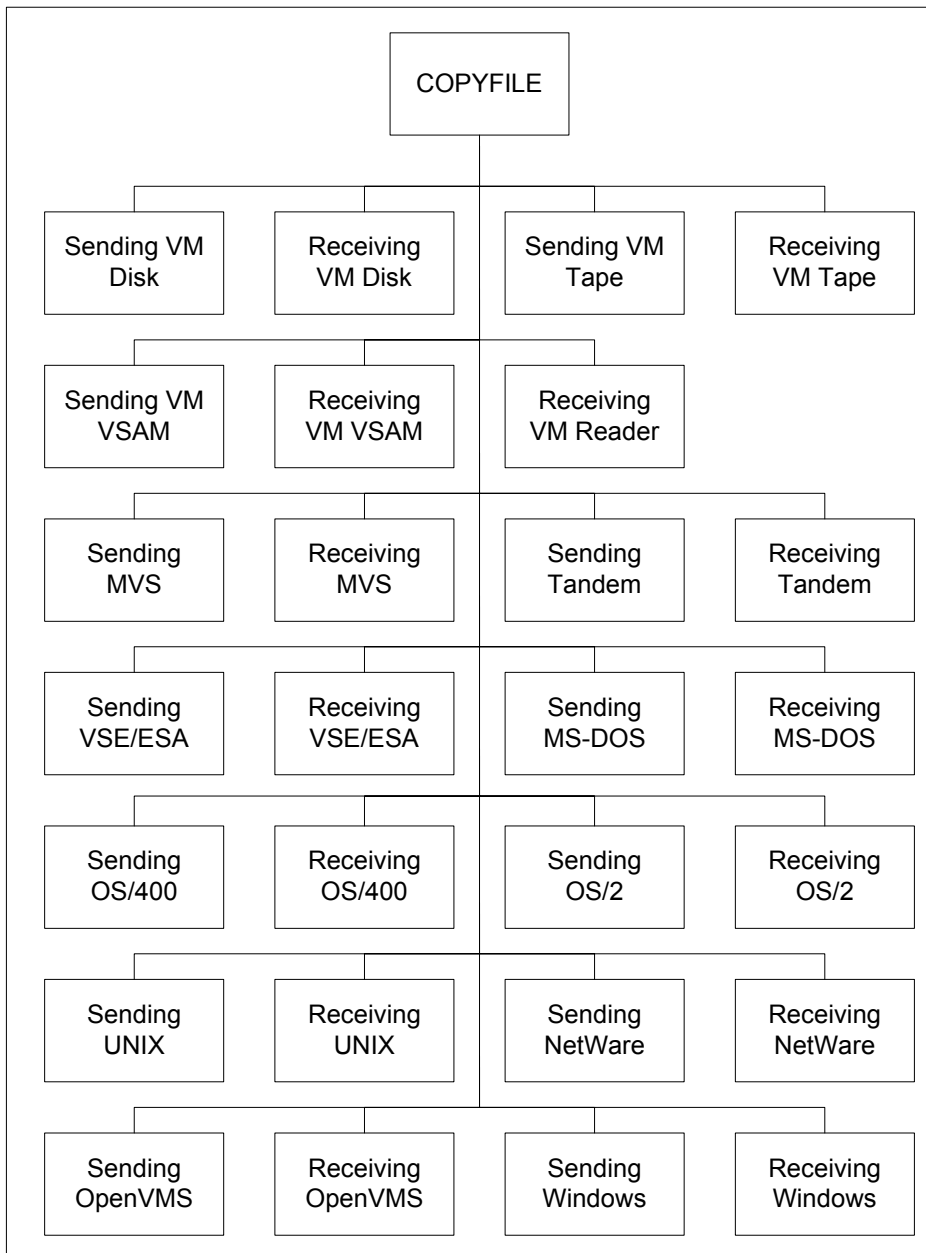 COPYFILE
Sending VM
Disk
Receiving
VM Disk
Sending VM
Tape
Receiving
VM Tape
Sending VM
VSAM
Receiving
VM VSAM
Receiving
VM Reader
Sending
MVS
Receiving
MVS
Sending
Tandem
Receiving
Tandem
Sending
VSE/ESA
Receiving
VSE/ESA
Sending
MS-DOS
Receiving
MS-DOS
Sending
OS/400
Receiving
OS/400
Sending
OS/2
Receiving
OS/2
Sending
UNIX
Receiving
UNIX
Sending
NetWare
Receiving
NetWare
Sending
OpenVMS
Receiving
OpenVMS
Sending
Windows
Receiving
Windows